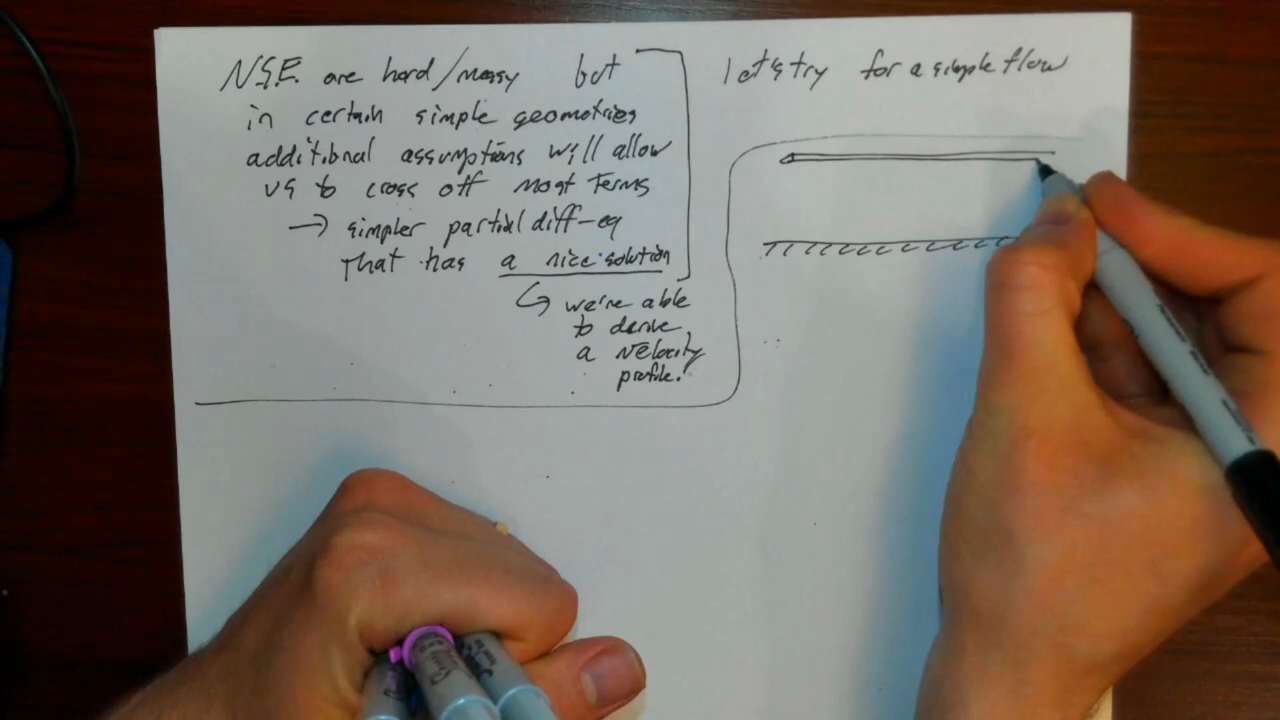 N.S.E. are hard/messy but
in certain simple geometries
additional assumptions will allow
us to cross off most terms
→ simpler partial diff-eq
that has a nice solution
↳ we're able
to derive
a velocity
profile.
let's try for a simple flow